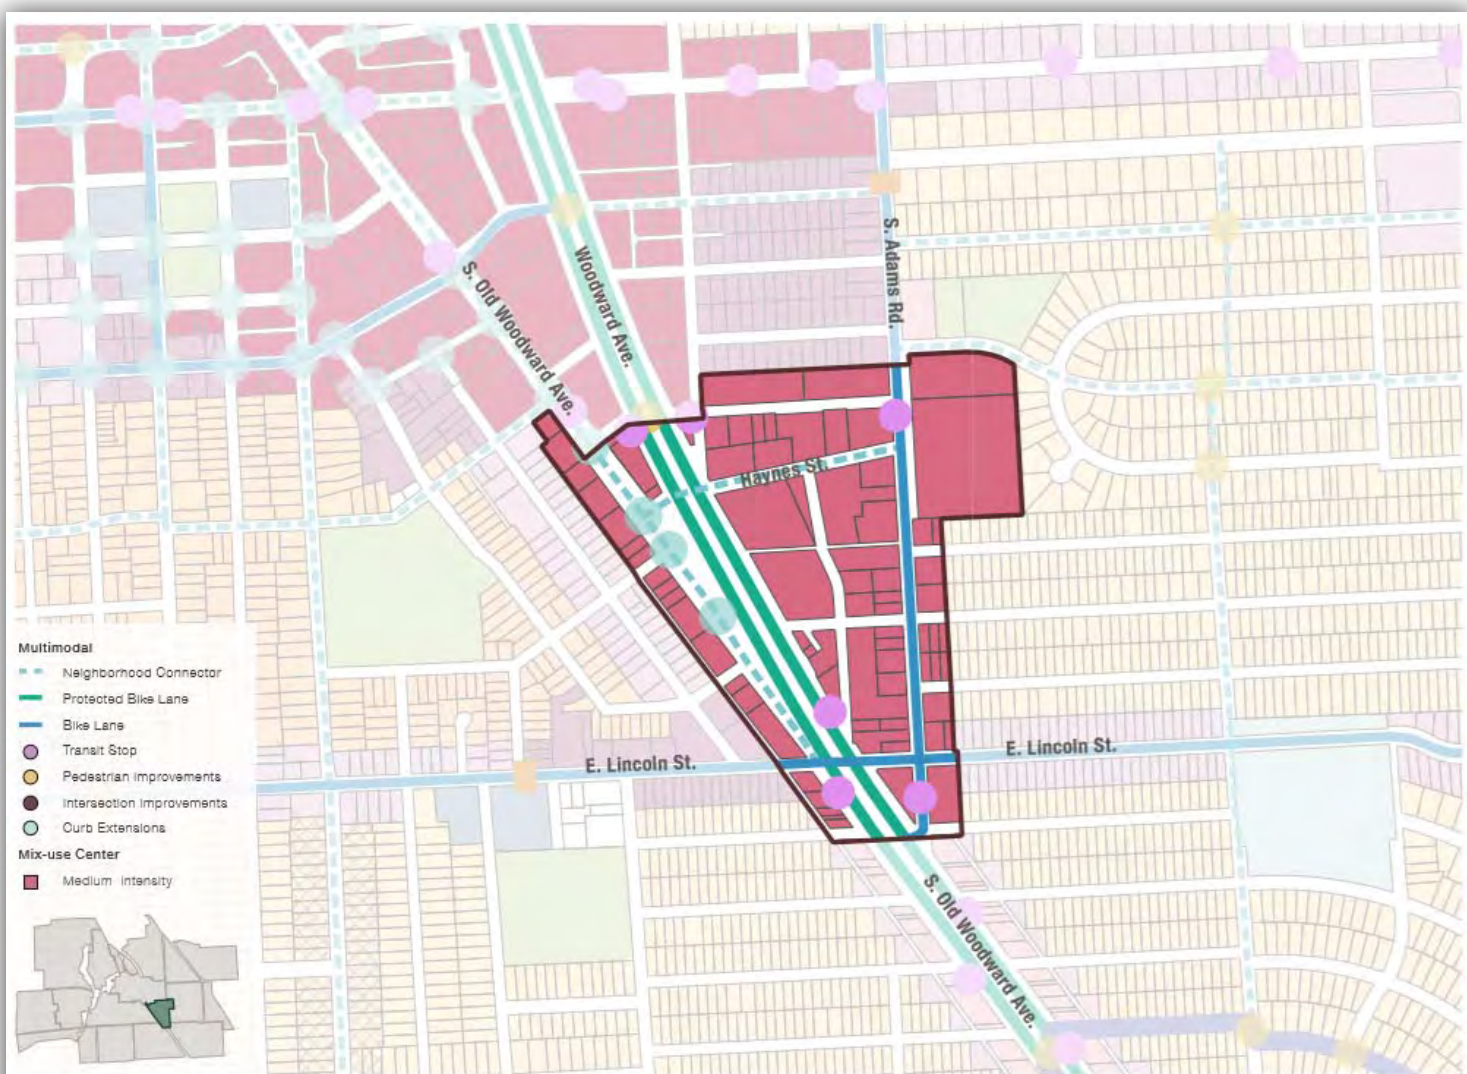 S. Adams Rd.
Woodward Ave.
S. Old Woodward Ave.
Haynes St.
Multimodal
Neighborhood Connector
Protected Bike Lane
Bike Lane
Transit Stop
Pedestrian Improvements
Intersection Improvements
Curb Extensions
Mix-use Center
Medium Intensity
E. Lincoln St.
E. Lincoln St.
S. Old Woodward Ave.